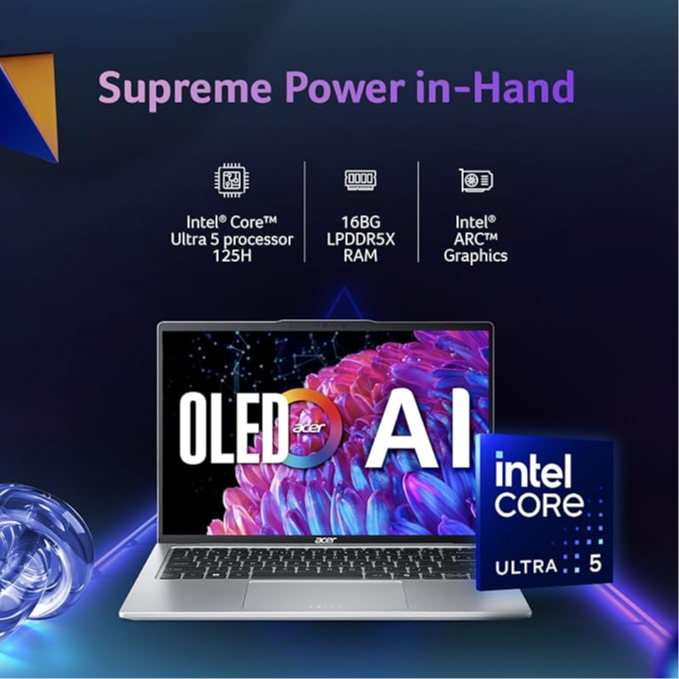 Supreme Power in-Hand
Intel® Core™
Ultra 5 processor
125H
16BG
LPDDR5X
RAM
Intel®
ARC™
Graphics
OLED
acer
AI
acer
intel
CORE
ULTRA 5